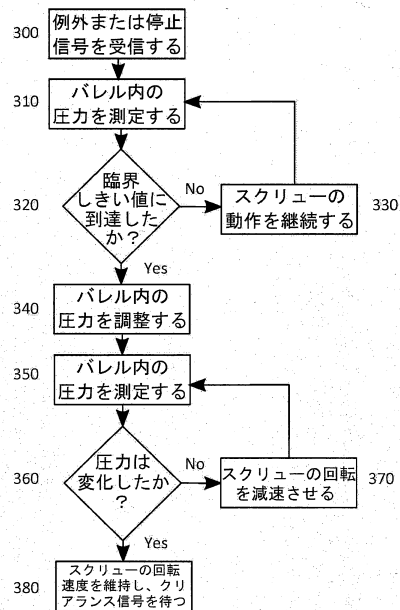 300
例外または停止
信号を受信する
310
バレル内の
圧力を測定する
320
臨界
しきい値に
到達した
か？
No
スクリューの
動作を継続する
330
Yes
340
バレル内の
圧力を調整する
350
バレル内の
圧力を測定する
360
圧力は
変化したか
？
No
スクリューの回転
を減速させる
370
Yes
380
スクリューの回転
速度を維持し、クリ
アランス信号を待つ